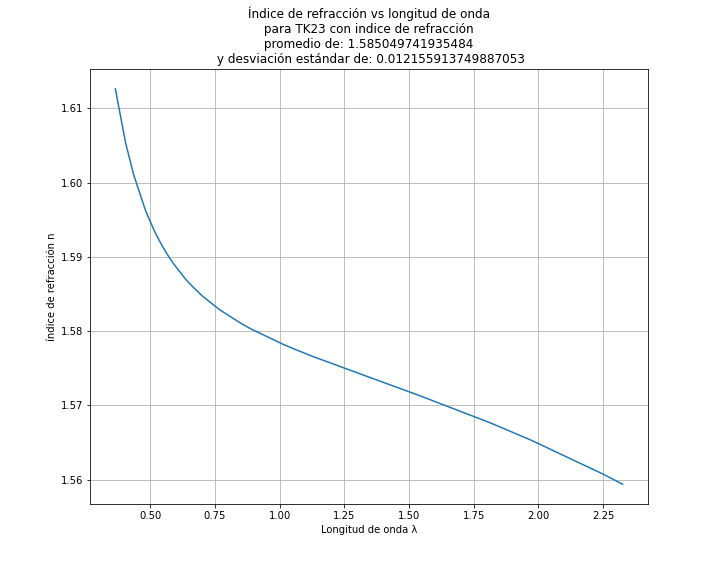 Índice de refracción vs longitud de onda
para TK23 con indice de refracción
promedio de: 1.585049741935484
y desviación estándar de: 0.012155913749887053
1.61
1.60
1.59
1.58
1.57
1.56
Índice de refracción n
0.50 0.75 1.00 1.25 1.50 1.75 2.00 2.25
Longitud de onda λ